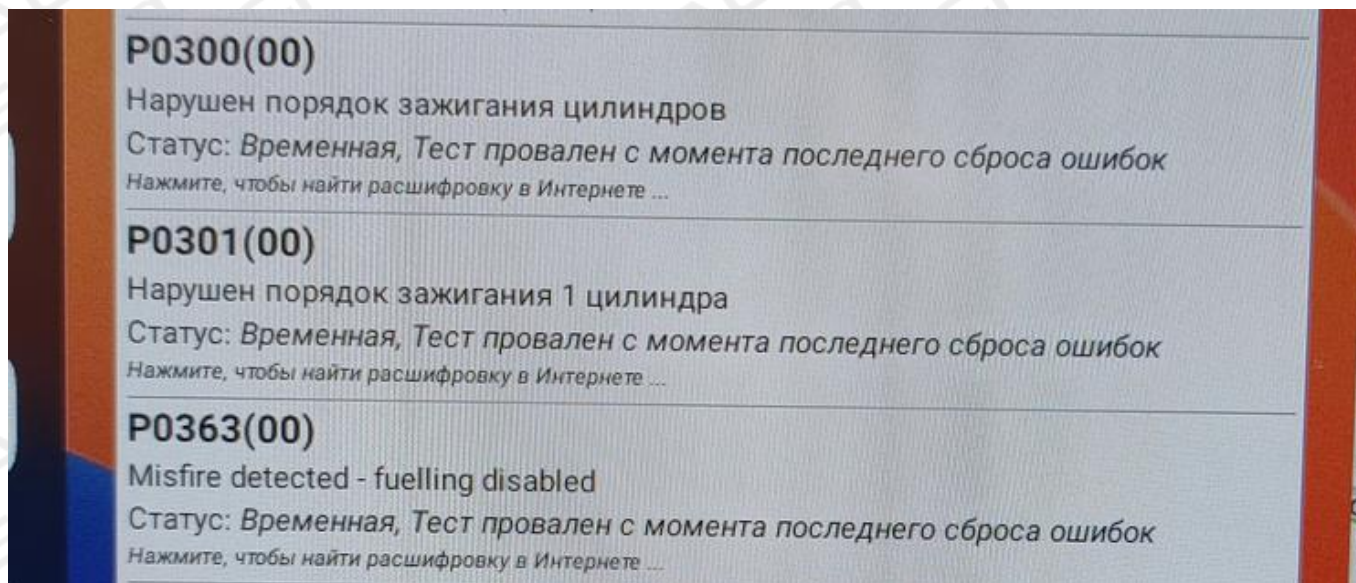 P0300(00)
Нарушен порядок зажигания цилиндров
Статус: Временная, Тест провален с момента последнего сброса ошибок
Нажмите, чтобы найти расшифровку в Интернете ...
P0301(00)
Нарушен порядок зажигания 1 цилиндра
Статус: Временная, Тест провален с момента последнего сброса ошибок
Нажмите, чтобы найти расшифровку в Интернете ...
P0363(00)
Misfire detected - fuelling disabled
Статус: Временная, Тест провален с момента последнего сброса ошибок
Нажмите, чтобы найти расшифровку в Интернете ...